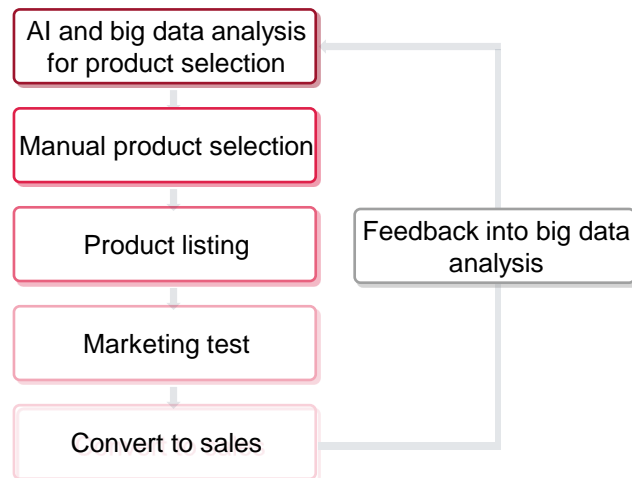 AI and big data analysis
for product selection
Manual product selection
Product listing
Feedback into big data
analysis
Marketing test
Convert to sales